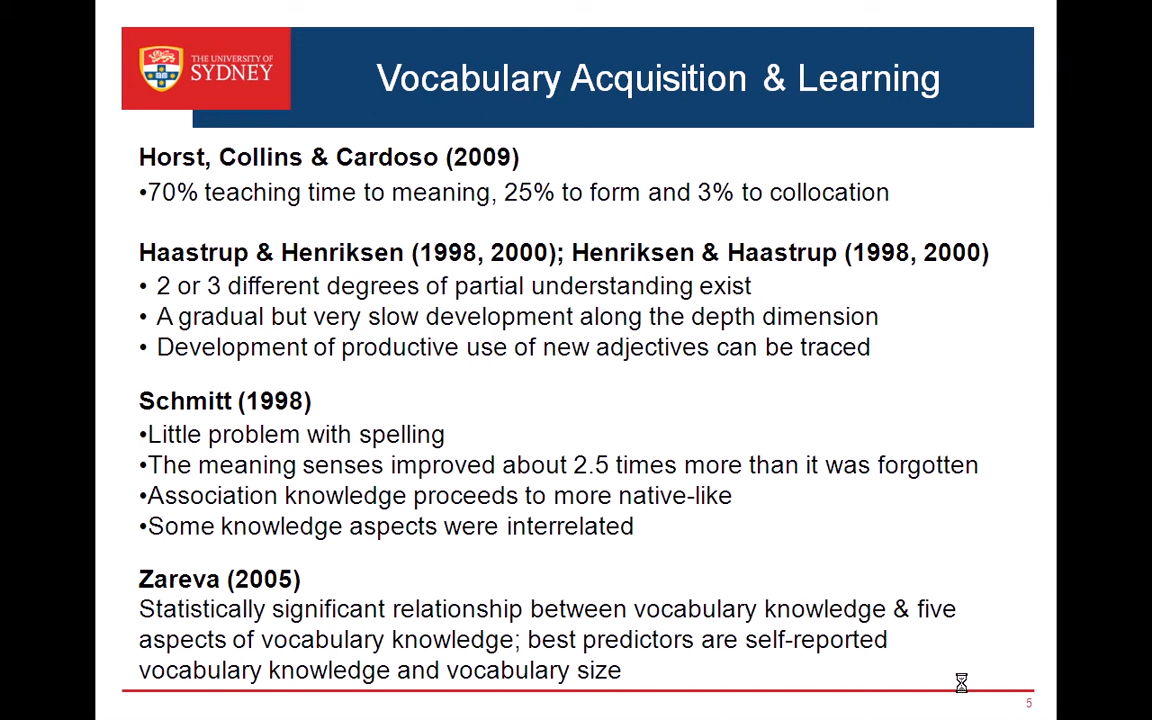 THE UNIVERSITY OF
SYDNEY
Vocabulary Acquisition & Learning
Horst, Collins & Cardoso (2009)
•70% teaching time to meaning, 25% to form and 3% to collocation
Haastrup & Henriksen (1998, 2000); Henriksen & Haastrup (1998, 2000)
• 2 or 3 different degrees of partial understanding exist
• A gradual but very slow development along the depth dimension
• Development of productive use of new adjectives can be traced
Schmitt (1998)
•Little problem with spelling
•The meaning senses improved about 2.5 times more than it was forgotten
•Association knowledge proceeds to more native-like
•Some knowledge aspects were interrelated
Zareva (2005)
Statistically significant relationship between vocabulary knowledge & five
aspects of vocabulary knowledge; best predictors are self-reported
vocabulary knowledge and vocabulary size
5